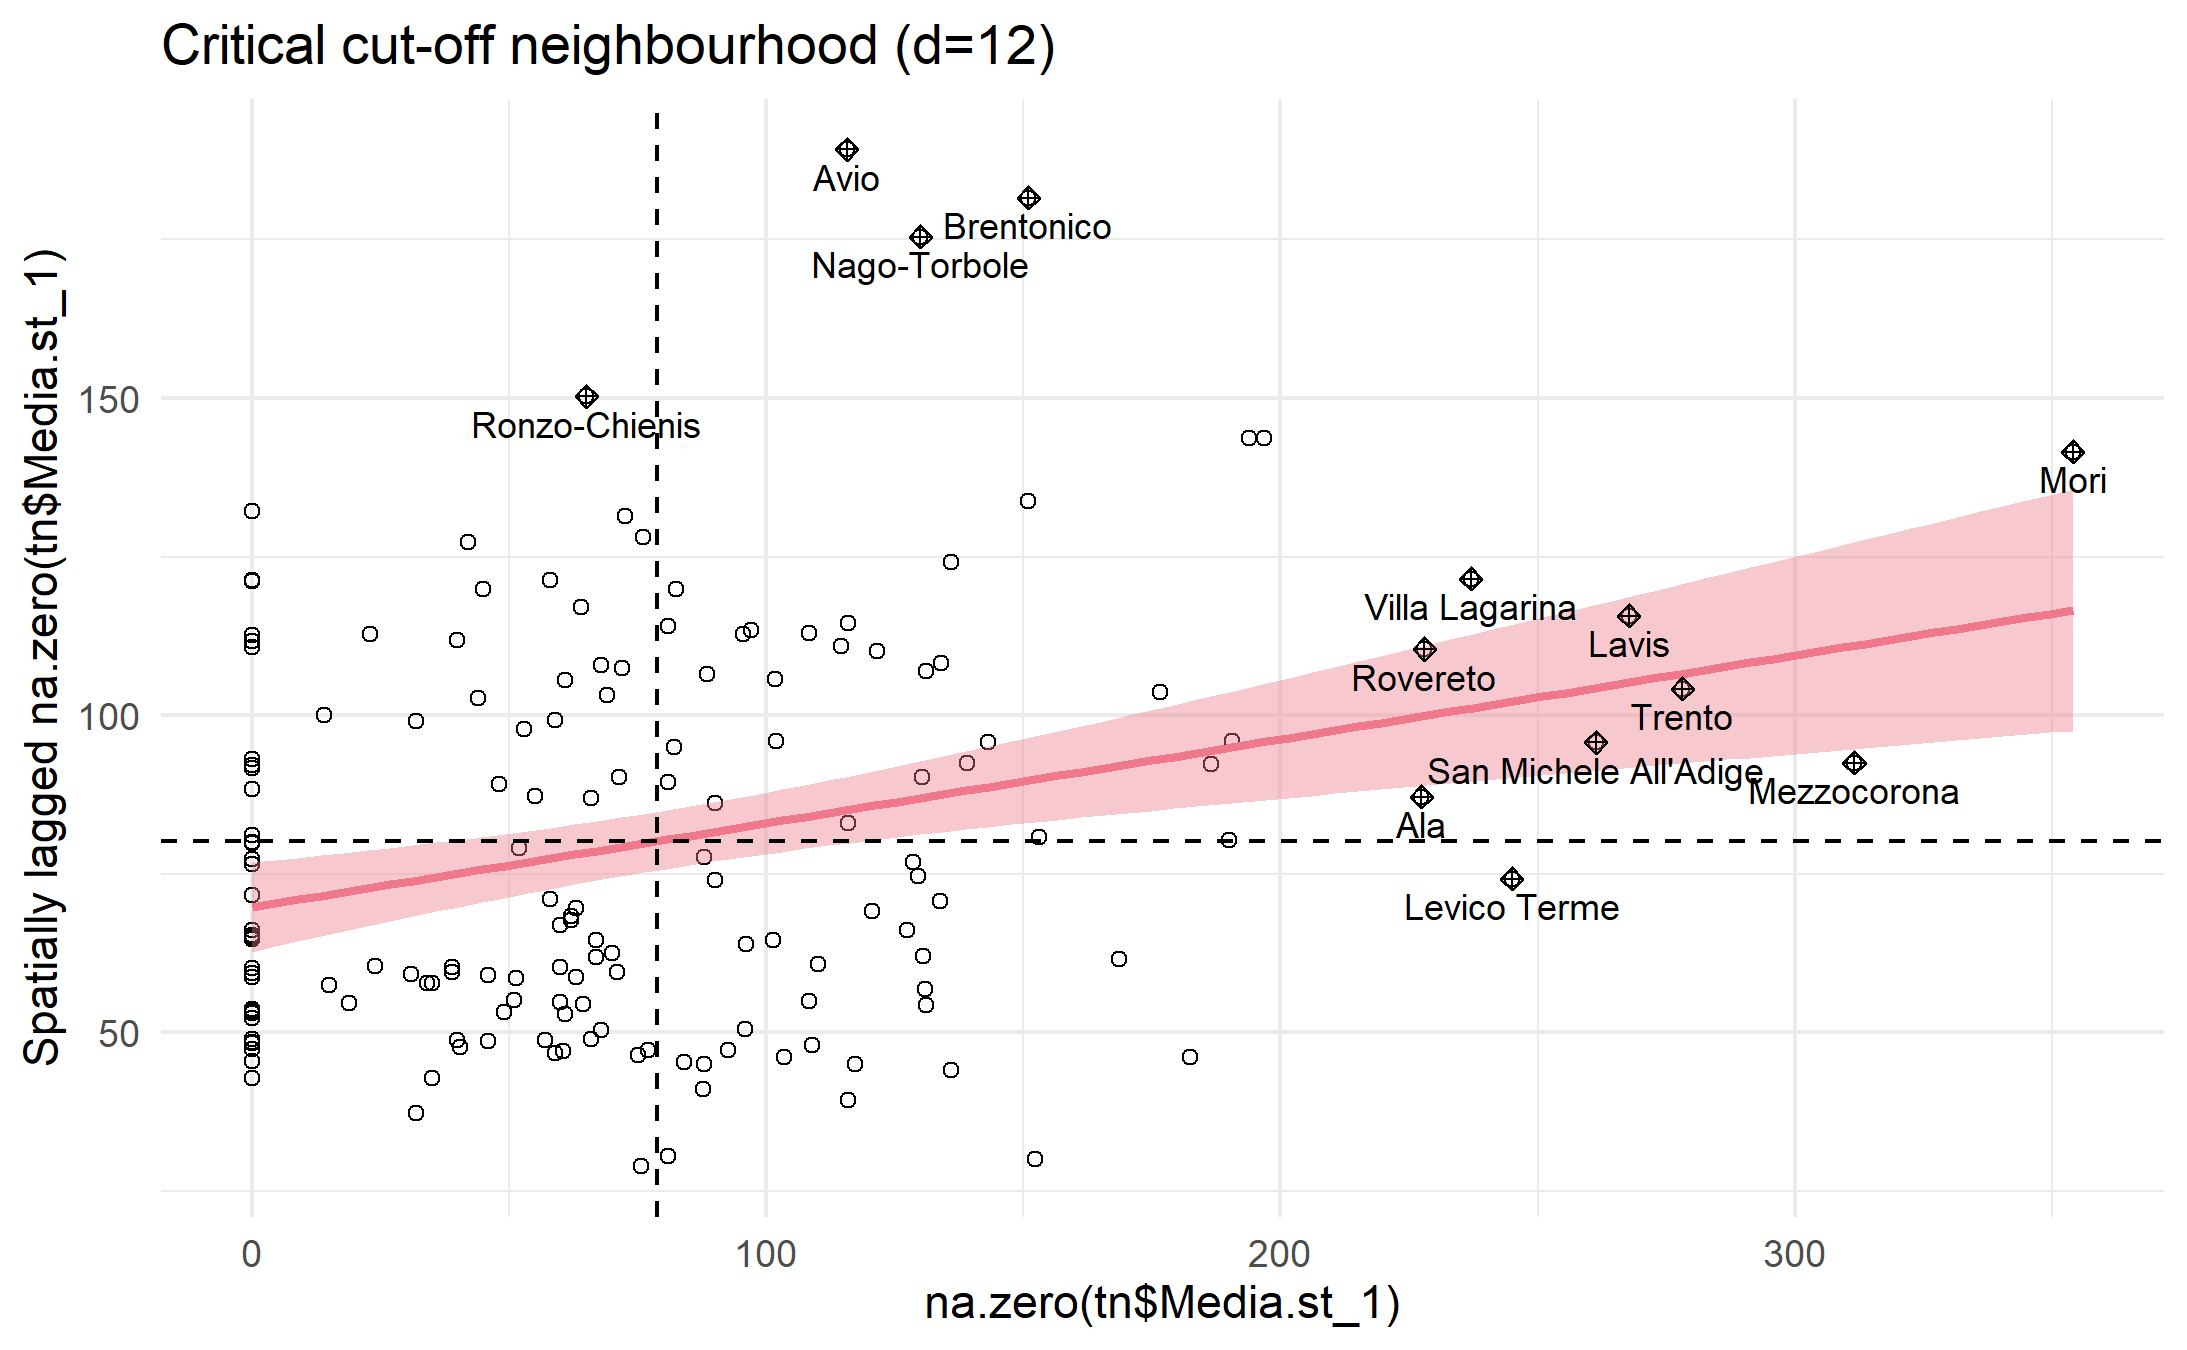 Critical cut-off neighbourhood (d=12)
Avio
Brentonico
Nago-Torbole
Ronzo-Chienis
Mori
Villa Lagarina
Lavis
Rovereto
Trento
San Michele All'Adige
Mezzocorona
Ala
Levico Terme
150
100
50
Spatially lagged na.zero(tn$Media.st_1)
0
100
200
300
na.zero(tn$Media.st_1)